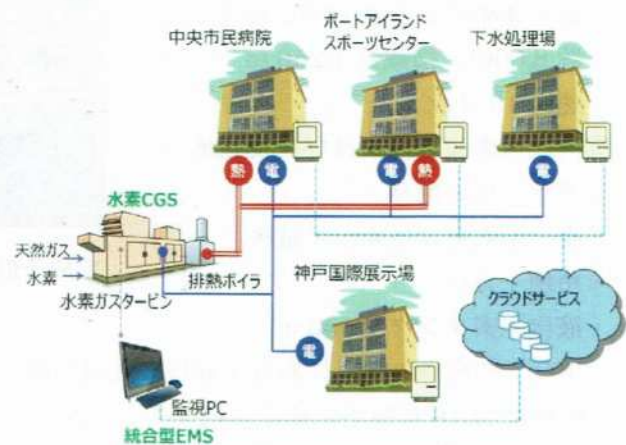 中央市民病院
ポートアイランド
スポーツセンター
下水処理場
熱
電
電
熱
電
水素CGS
天然ガス
水素
水素ガスタービン
排熱ボイラ
神戸国際展示場
クラウドサービス
電
監視PC
統合型EMS